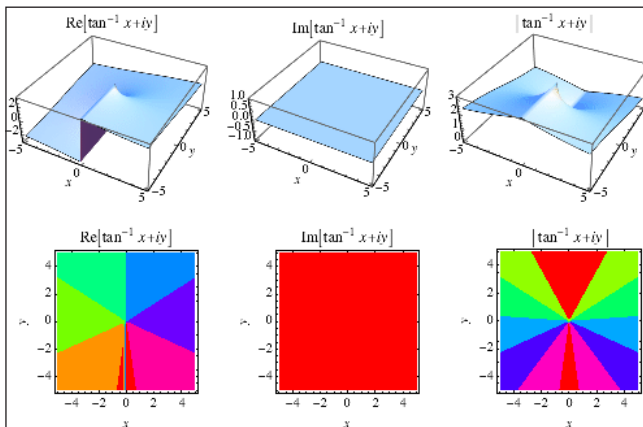 Re[tan⁻¹ x+iy] Im[tan⁻¹ x+iy] |tan⁻¹ x+iy|
2 0 −2 −5 0 x 5 −5 0 y 5
1.0 0.5 0.0 −0.5 −1.0 −5 0 x 5 −5 0 y 5
3 2 1 0 −5 0 x 5 −5 0 y 5
Re[tan⁻¹ x+iy] Im[tan⁻¹ x+iy] |tan⁻¹ x+iy|
4 4 4
2 2 2
y 0 y 0 y 0
−2 −2 −2
−4 −4 −4
−4 −2 0 2 4 −4 −2 0 2 4 −4 −2 0 2 4
x x x